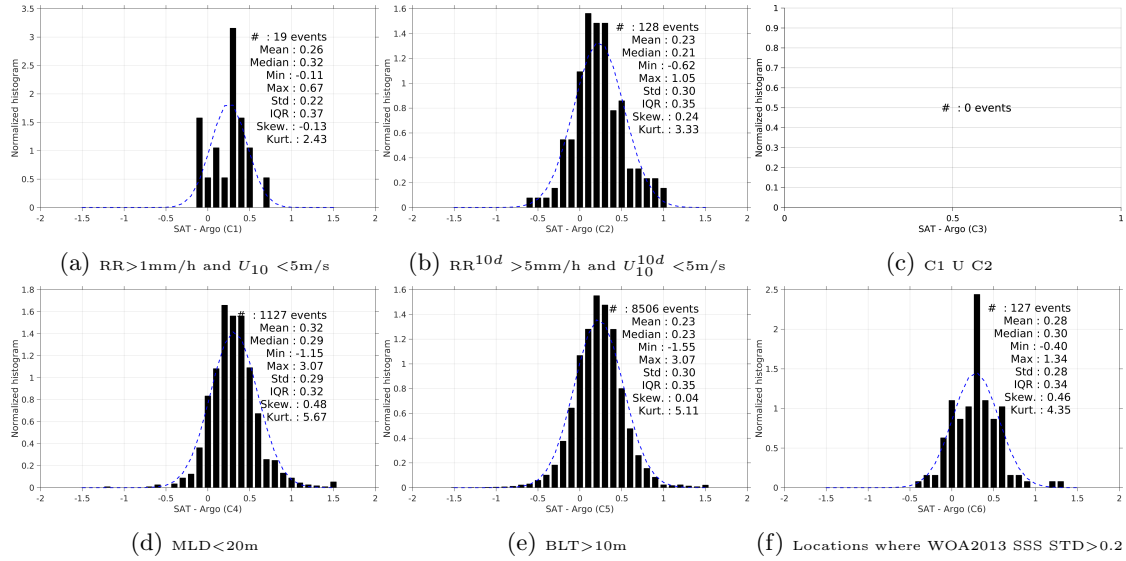 3.5
3
2.5
2
1.5
1
0.5
0
-2 -1.5 -1 -0.5 0 0.5 1 1.5 2
Normalized histogram
SAT - Argo (C1)
# : 19 events
Mean : 0.26
Median : 0.32
Min : -0.11
Max : 0.67
Std : 0.22
IQR : 0.37
Skew. : -0.13
Kurt. : 2.43
(a) RR>1mm/h and U10 <5m/s
1.6
1.4
1.2
1
0.8
0.6
0.4
0.2
0
-2 -1.5 -1 -0.5 0 0.5 1 1.5 2
Normalized histogram
SAT - Argo (C2)
# : 128 events
Mean : 0.23
Median : 0.21
Min : -0.62
Max : 1.05
Std : 0.30
IQR : 0.35
Skew. : 0.24
Kurt. : 3.33
(b) RR^10d >5mm/h and U10^10d <5m/s
1
0.9
0.8
0.7
0.6
0.5
0.4
0.3
0.2
0.1
0
0 0.5 1
Normalized histogram
SAT - Argo (C3)
# : 0 events
(c) C1 U C2
1.8
1.6
1.4
1.2
1
0.8
0.6
0.4
0.2
0
-2 -1.5 -1 -0.5 0 0.5 1 1.5 2
Normalized histogram
SAT - Argo (C4)
# : 1127 events
Mean : 0.32
Median : 0.29
Min : -1.15
Max : 3.07
Std : 0.29
IQR : 0.32
Skew. : 0.48
Kurt. : 5.67
(d) MLD<20m
1.6
1.4
1.2
1
0.8
0.6
0.4
0.2
0
-2 -1.5 -1 -0.5 0 0.5 1 1.5 2
Normalized histogram
SAT - Argo (C5)
# : 8506 events
Mean : 0.23
Median : 0.23
Min : -1.55
Max : 3.07
Std : 0.30
IQR : 0.35
Skew. : 0.04
Kurt. : 5.11
(e) BLT>10m
2.5
2
1.5
1
0.5
0
-2 -1.5 -1 -0.5 0 0.5 1 1.5 2
Normalized histogram
SAT - Argo (C6)
# : 127 events
Mean : 0.28
Median : 0.30
Min : -0.40
Max : 1.34
Std : 0.28
IQR : 0.34
Skew. : 0.46
Kurt. : 4.35
(f) Locations where WOA2013 SSS STD>0.2